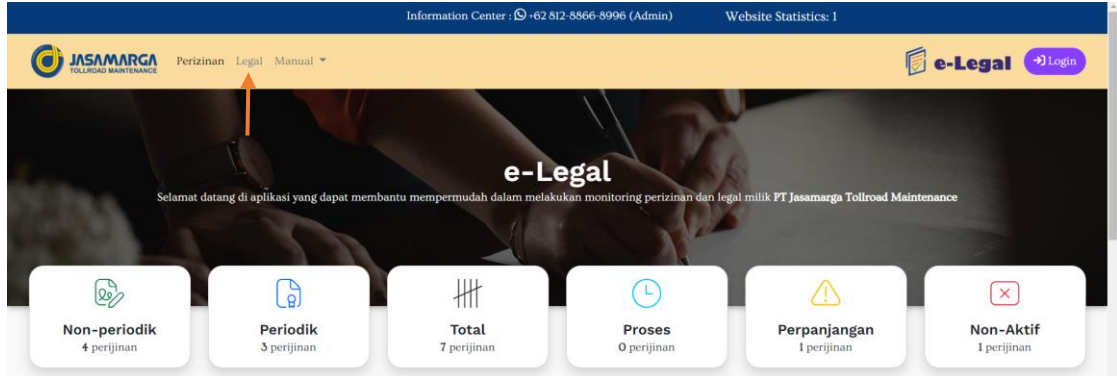 Information Center : +62 812-8866-8996 (Admin) Website Statistics: 1
JASAMARGA
TOLLROAD MAINTENANCE
Perizinan Legal Manual
e-Legal
Login
e-Legal
Selamat datang di aplikasi yang dapat membantu mempermudah dalam melakukan monitoring perizinan dan legal milik PT Jasamarga Tollroad Maintenance
Non-periodik
4 perijinan
Periodik
3 perijinan
Total
7 perijinan
Proses
0 perijinan
Perpanjangan
1 perijinan
Non-Aktif
1 perijinan